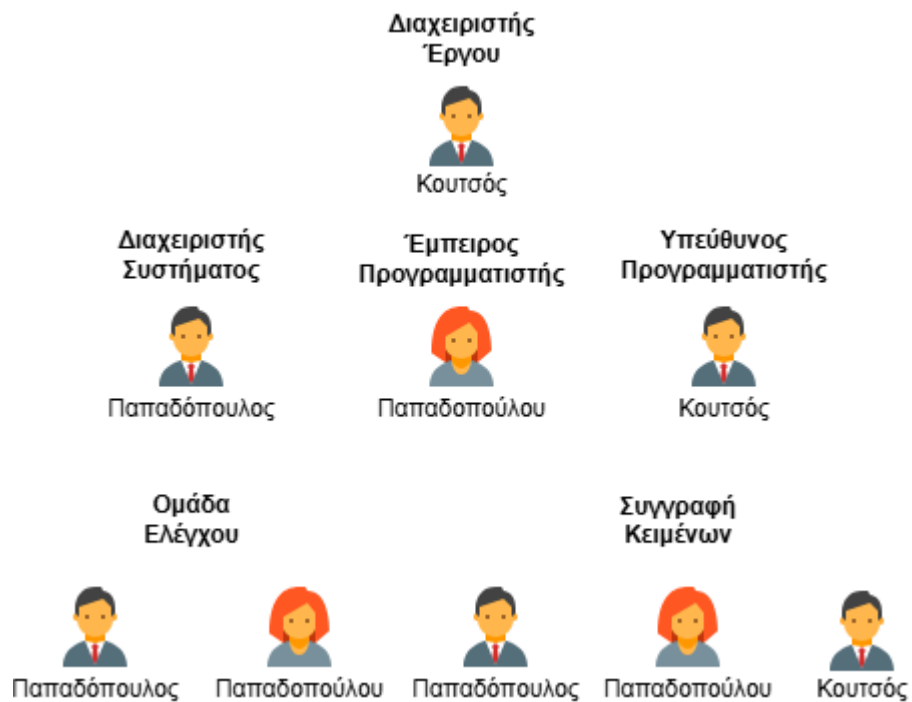 Διαχειριστής
Έργου
Κουτσός
Διαχειριστής
Συστήματος
Έμπειρος
Προγραμματιστής
Υπεύθυνος
Προγραμματιστής
Παπαδόπουλος
Παπαδοπούλου
Κουτσός
Ομάδα
Ελέγχου
Συγγραφή
Κειμένων
Παπαδόπουλος
Παπαδοπούλου
Παπαδόπουλος
Παπαδοπούλου
Κουτσός